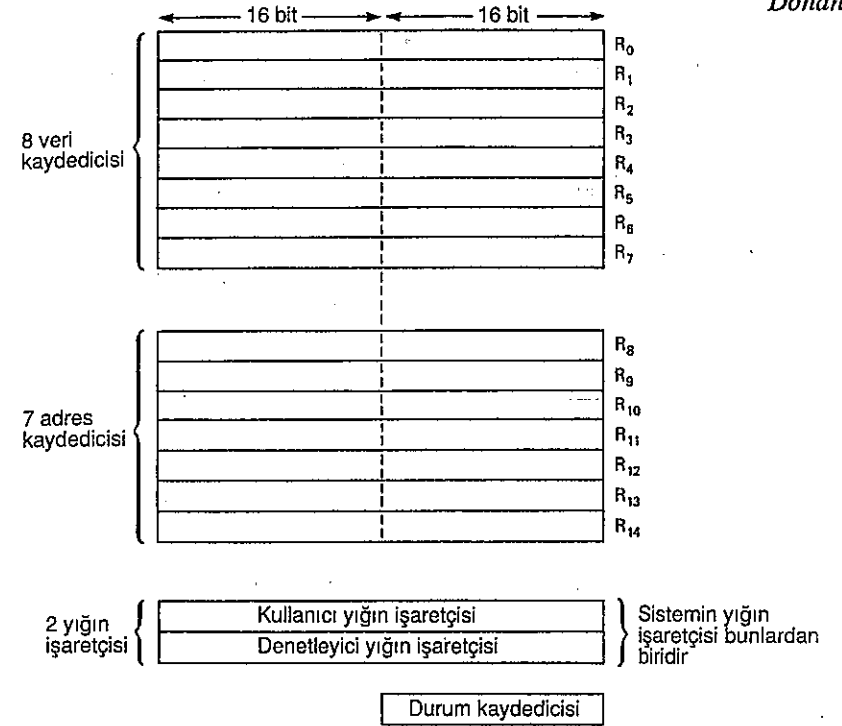 Donan
16 bit 16 bit
R0
R1
R2
8 veri
kaydedicisi
R3
R4
R5
R6
R7
R8
R9
R10
7 adres
kaydedicisi
R11
R12
R13
R14
2 yığın
işaretçisi
Kullanıcı yığın işaretçisi
Denetleyici yığın işaretçisi
Sistemin yığın
işaretçisi bunlardan
biridir
Durum kaydedicisi